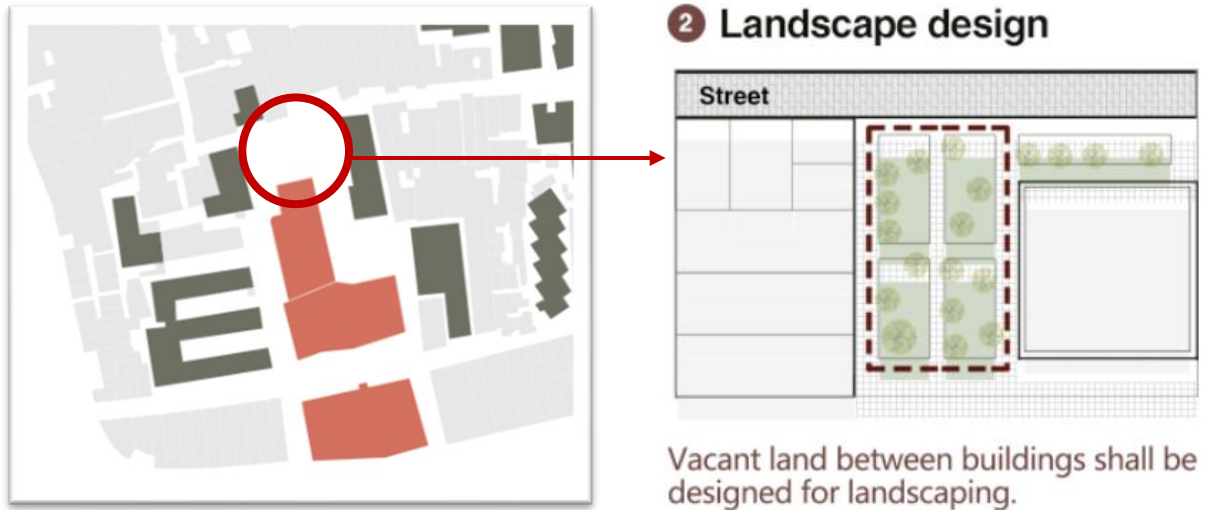 2 Landscape design
Street
Vacant land between buildings shall be
designed for landscaping.